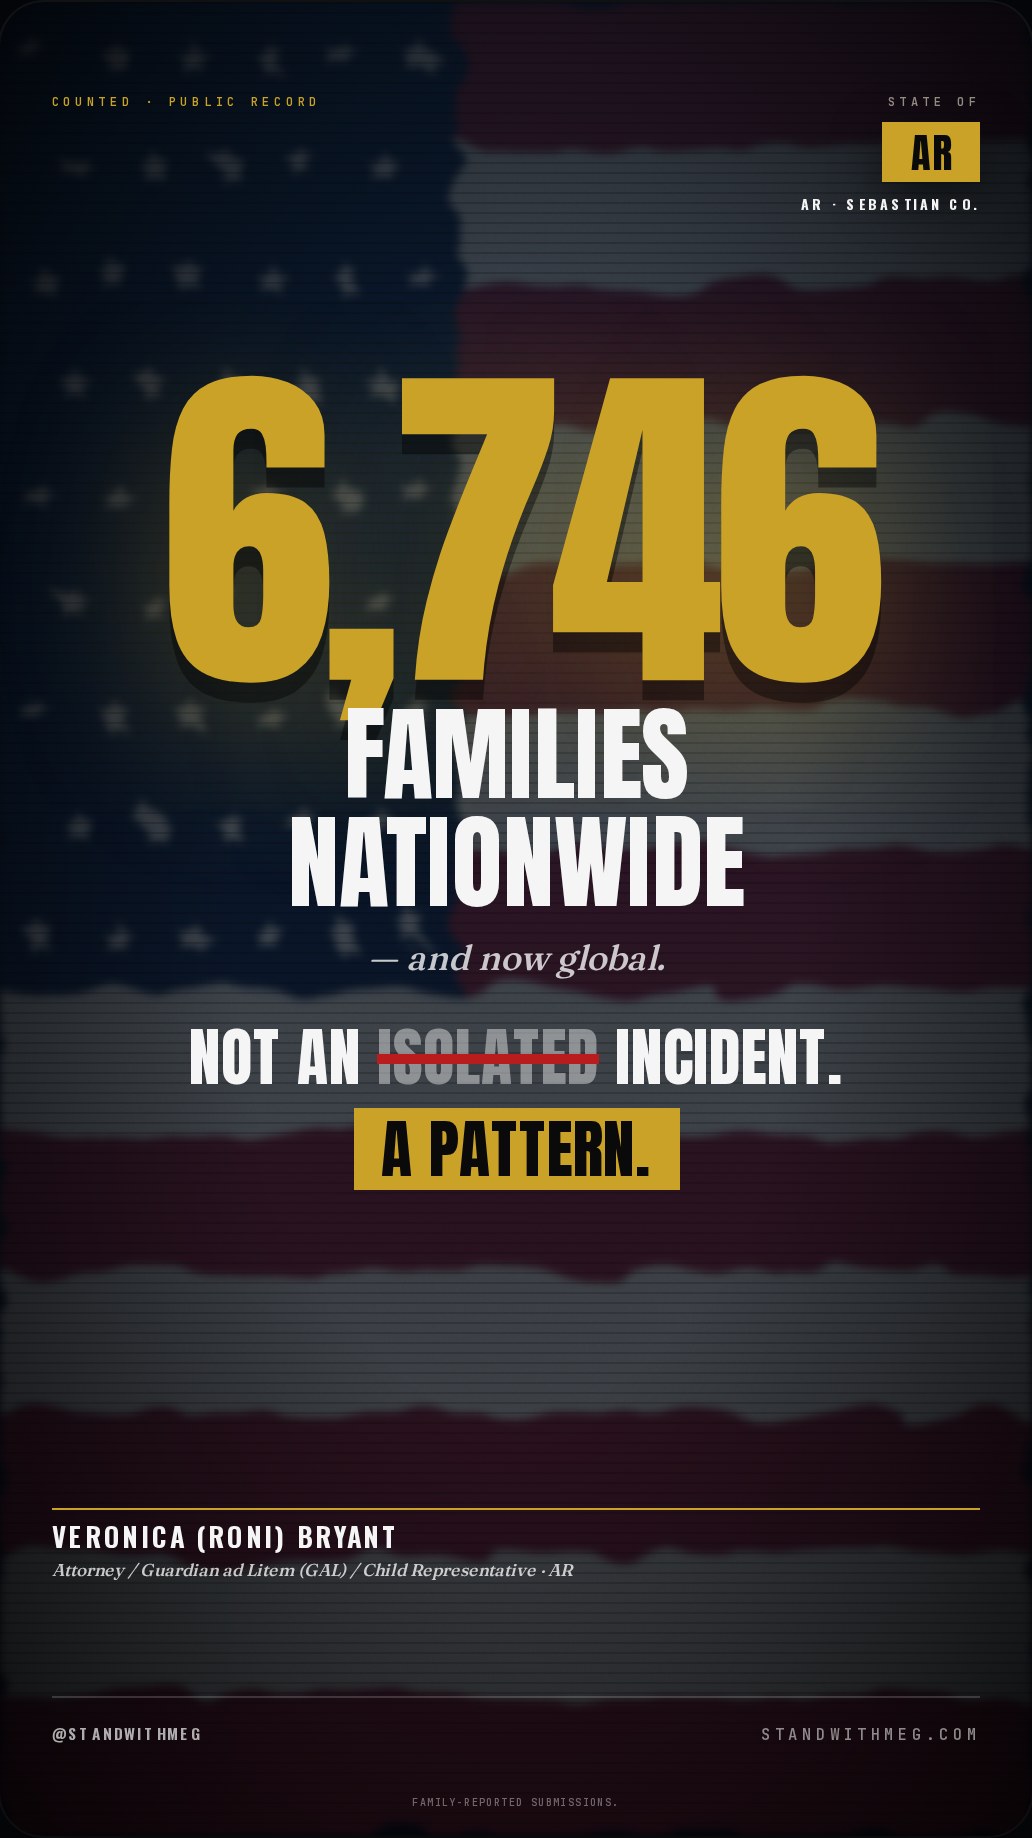 COUNTED · PUBLIC RECORD
STATE OF
AR
AR · SEBASTIAN CO.
6,746
FAMILIES
NATIONWIDE
— and now global.
NOT AN ISOLATED INCIDENT.
A PATTERN.
VERONICA (RONI) BRYANT
Attorney / Guardian ad Litem (GAL) / Child Representative · AR
@STANDWITHMEG
STANDWITHMEG.COM
FAMILY-REPORTED SUBMISSIONS.